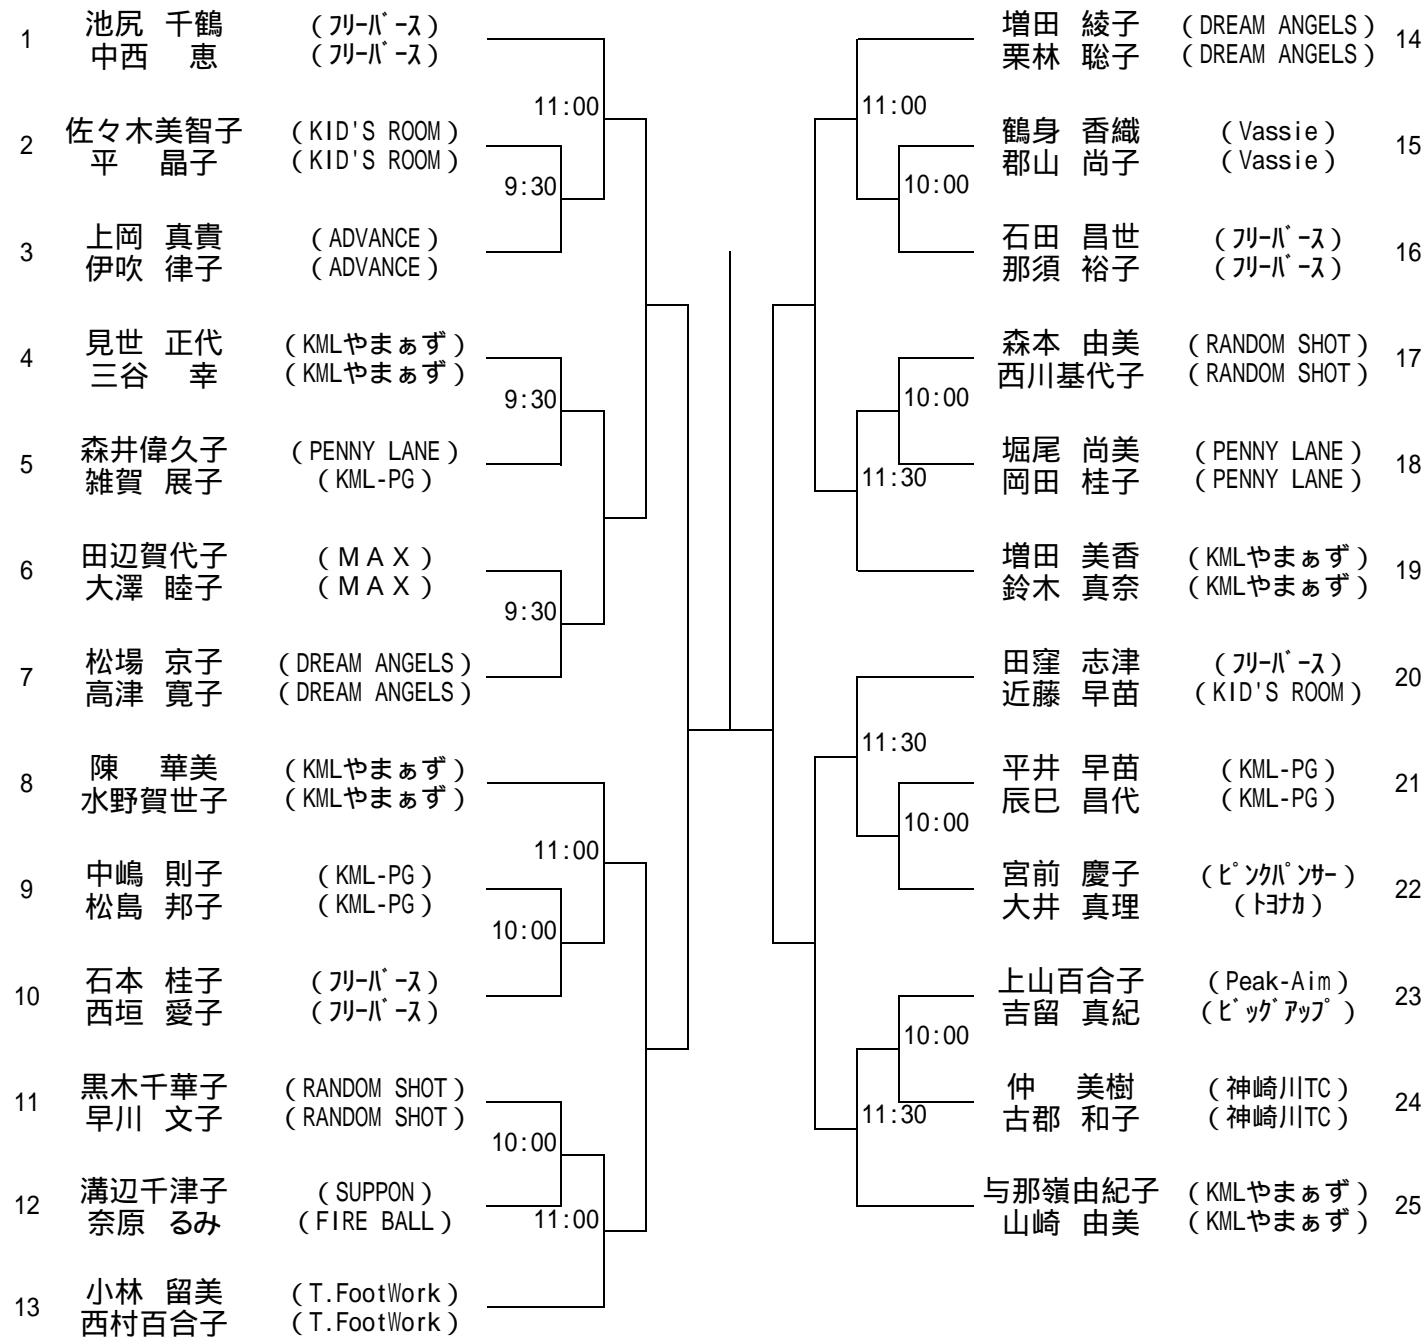 1 池尻 千鶴 (ﾌﾘｰﾊﾞｰｽ)
中西 恵 (ﾌﾘｰﾊﾞｰｽ)
11:00
2 佐々木美智子 (KID'S ROOM)
平 晶子 (KID'S ROOM)
9:30
3 上岡 真貴 (ADVANCE)
伊吹 律子 (ADVANCE)
4 見世 正代 (KMLやまぁず)
三谷 幸 (KMLやまぁず)
9:30
5 森井偉久子 (PENNY LANE)
雑賀 展子 (KML-PG)
6 田辺賀代子 (ＭＡＸ)
大澤 睦子 (ＭＡＸ)
9:30
7 松場 京子 (DREAM ANGELS)
高津 寛子 (DREAM ANGELS)
8 陳 華美 (KMLやまぁず)
水野賀世子 (KMLやまぁず)
11:00
9 中嶋 則子 (KML-PG)
松島 邦子 (KML-PG)
10:00
10 石本 桂子 (ﾌﾘｰﾊﾞｰｽ)
西垣 愛子 (ﾌﾘｰﾊﾞｰｽ)
11 黒木千華子 (RANDOM SHOT)
早川 文子 (RANDOM SHOT)
10:00
12 溝辺千津子 (SUPPON)
奈原 るみ (FIRE BALL)
11:00
13 小林 留美 (T.FootWork)
西村百合子 (T.FootWork)
増田 綾子 (DREAM ANGELS) 14
栗林 聡子 (DREAM ANGELS)
11:00
鶴身 香織 (Vassie) 15
郡山 尚子 (Vassie)
10:00
石田 昌世 (ﾌﾘｰﾊﾞｰｽ) 16
那須 裕子 (ﾌﾘｰﾊﾞｰｽ)
森本 由美 (RANDOM SHOT) 17
西川基代子 (RANDOM SHOT)
10:00
堀尾 尚美 (PENNY LANE) 18
岡田 桂子 (PENNY LANE)
11:30
増田 美香 (KMLやまぁず) 19
鈴木 真奈 (KMLやまぁず)
田窪 志津 (ﾌﾘｰﾊﾞｰｽ) 20
近藤 早苗 (KID'S ROOM)
11:30
平井 早苗 (KML-PG) 21
辰巳 昌代 (KML-PG)
10:00
宮前 慶子 (ﾋﾟﾝｸﾊﾟﾝｻｰ) 22
大井 真理 (ﾄﾖﾅｶ)
上山百合子 (Peak-Aim) 23
吉留 真紀 (ﾋﾞｯｸﾞｱｯﾌﾟ)
10:00
仲 美樹 (神崎川TC) 24
古郡 和子 (神崎川TC)
11:30
与那嶺由紀子 (KMLやまぁず) 25
山崎 由美 (KMLやまぁず)